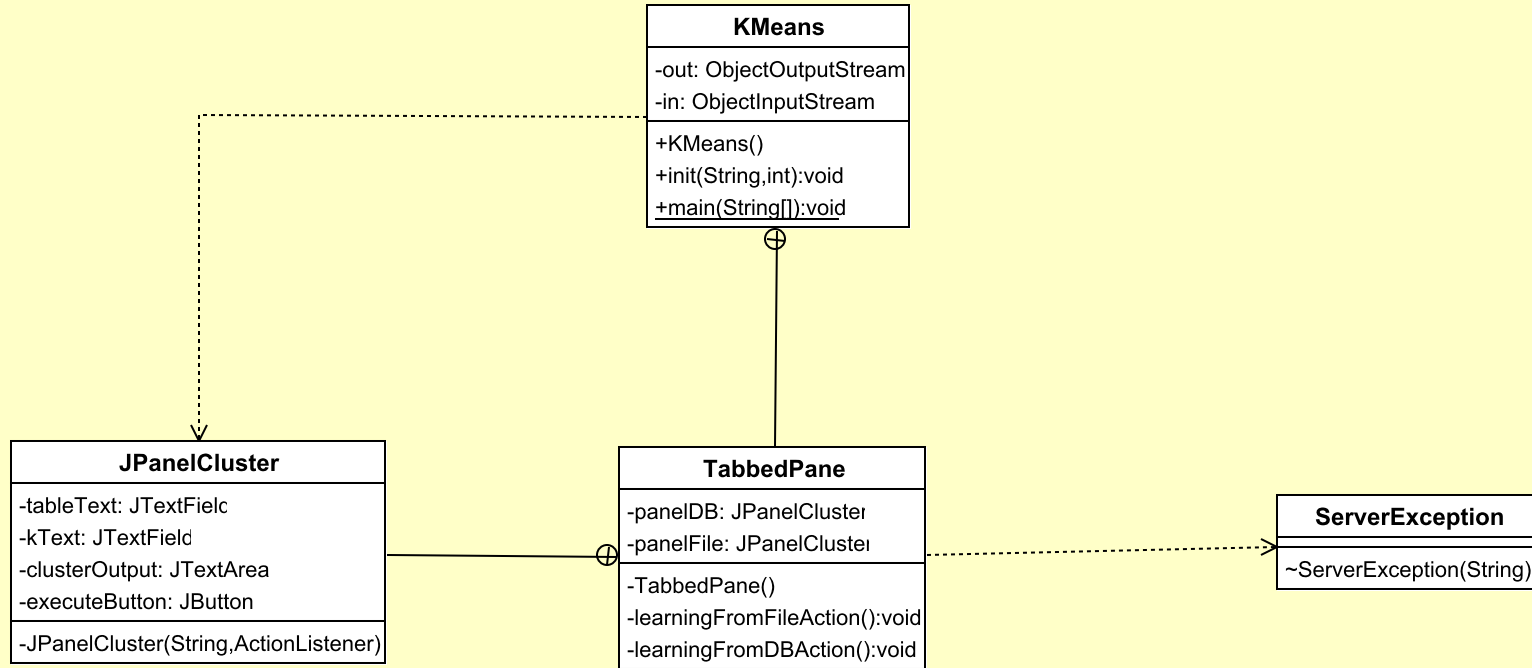 KMeans
-out: ObjectOutputStream
-in: ObjectInputStream
+KMeans()
+init(String,int):void
+main(String[]):void
JPanelCluster
-tableText: JTextField
-kText: JTextField
-clusterOutput: JTextArea
-executeButton: JButton
-JPanelCluster(String,ActionListener)
TabbedPane
-panelDB: JPanelCluster
-panelFile: JPanelCluster
-TabbedPane()
-learningFromFileAction():void
-learningFromDBAction():void
ServerException
~ServerException(String)